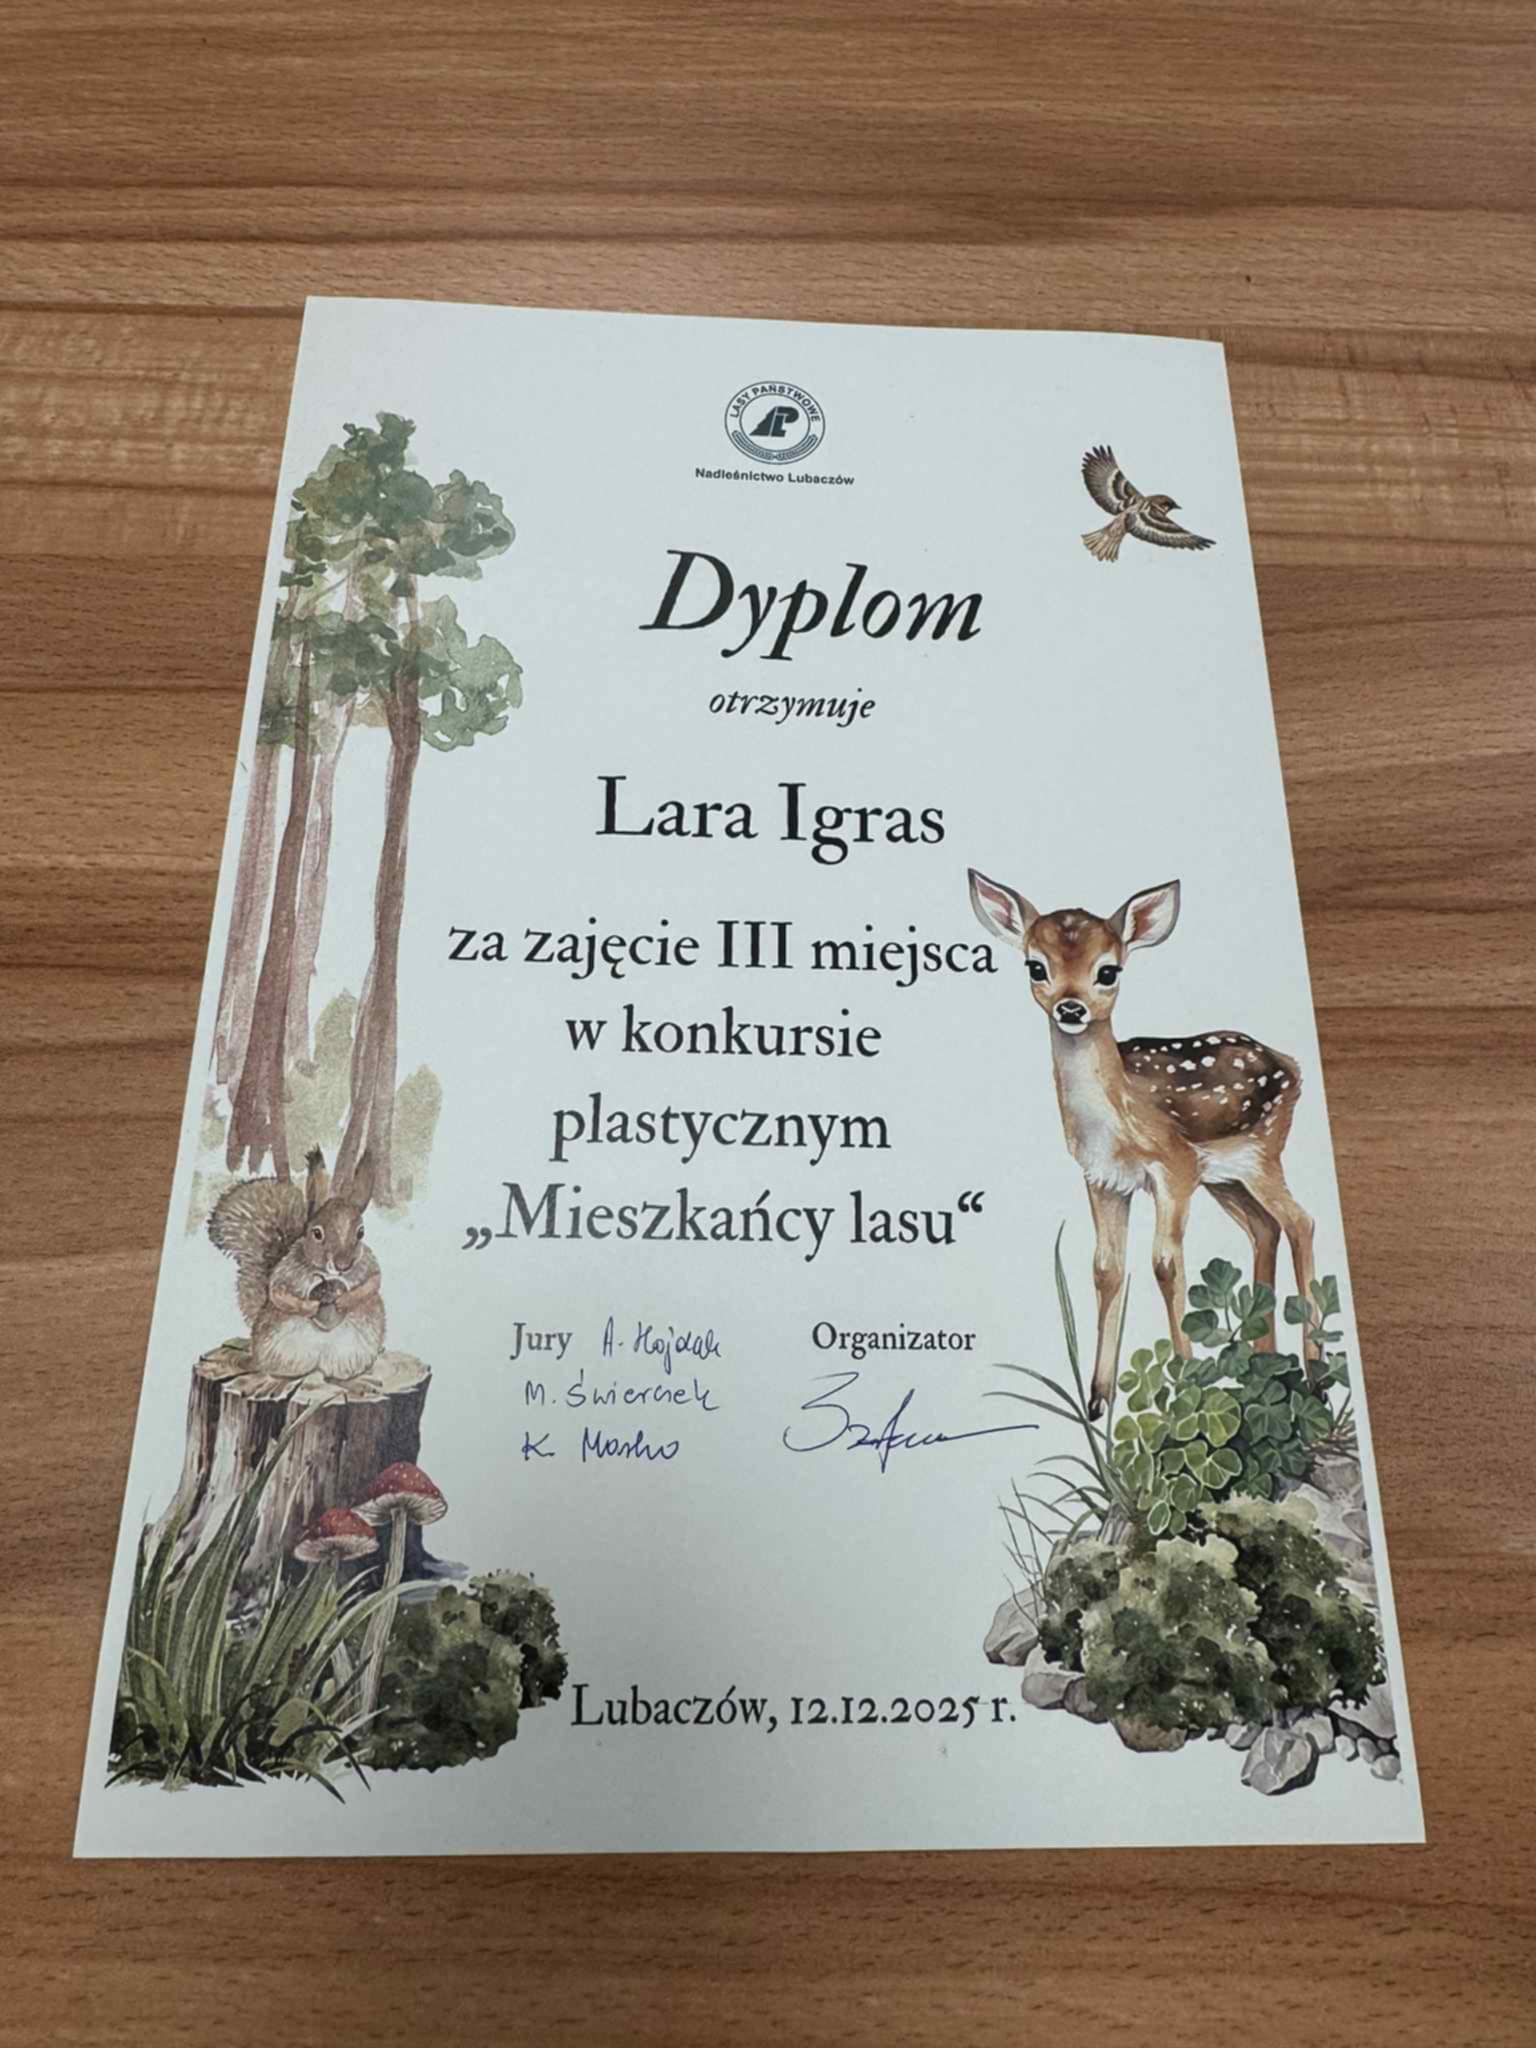 LASY PAŃSTWOWE
Nadleśnictwo Lubaczów
Dyplom
otrzymuje
Lara Igras
za zajęcie III miejsca
w konkursie
plastycznym
„Mieszkańcy lasu“
Jury A. Hojdak Organizator
M. Świerczek
K.
Lubaczów, 12.12.2025 r.